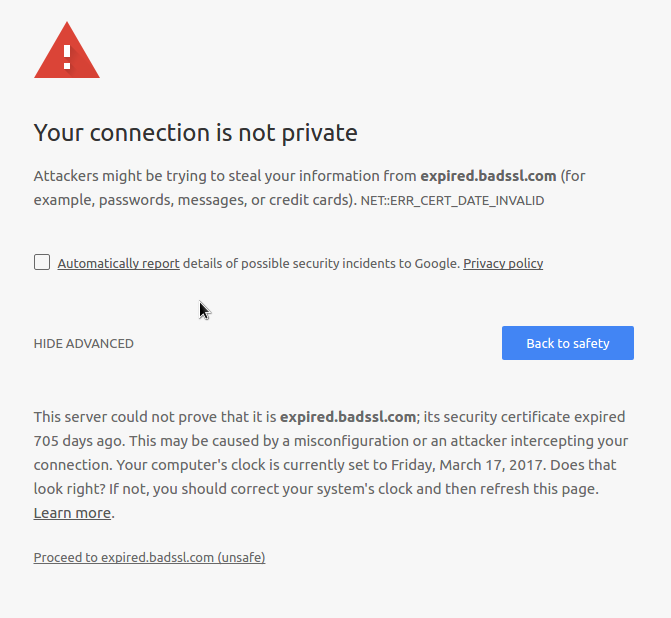 Your connection is not private
Attackers might be trying to steal your information from expired.badssl.com (for
example, passwords, messages, or credit cards). NET::ERR_CERT_DATE_INVALID
Automatically report details of possible security incidents to Google. Privacy policy
HIDE ADVANCED
Back to safety
This server could not prove that it is expired.badssl.com; its security certificate expired
705 days ago. This may be caused by a misconfiguration or an attacker intercepting your
connection. Your computer's clock is currently set to Friday, March 17, 2017. Does that
look right? If not, you should correct your system's clock and then refresh this page.
Learn more.
Proceed to expired.badssl.com (unsafe)